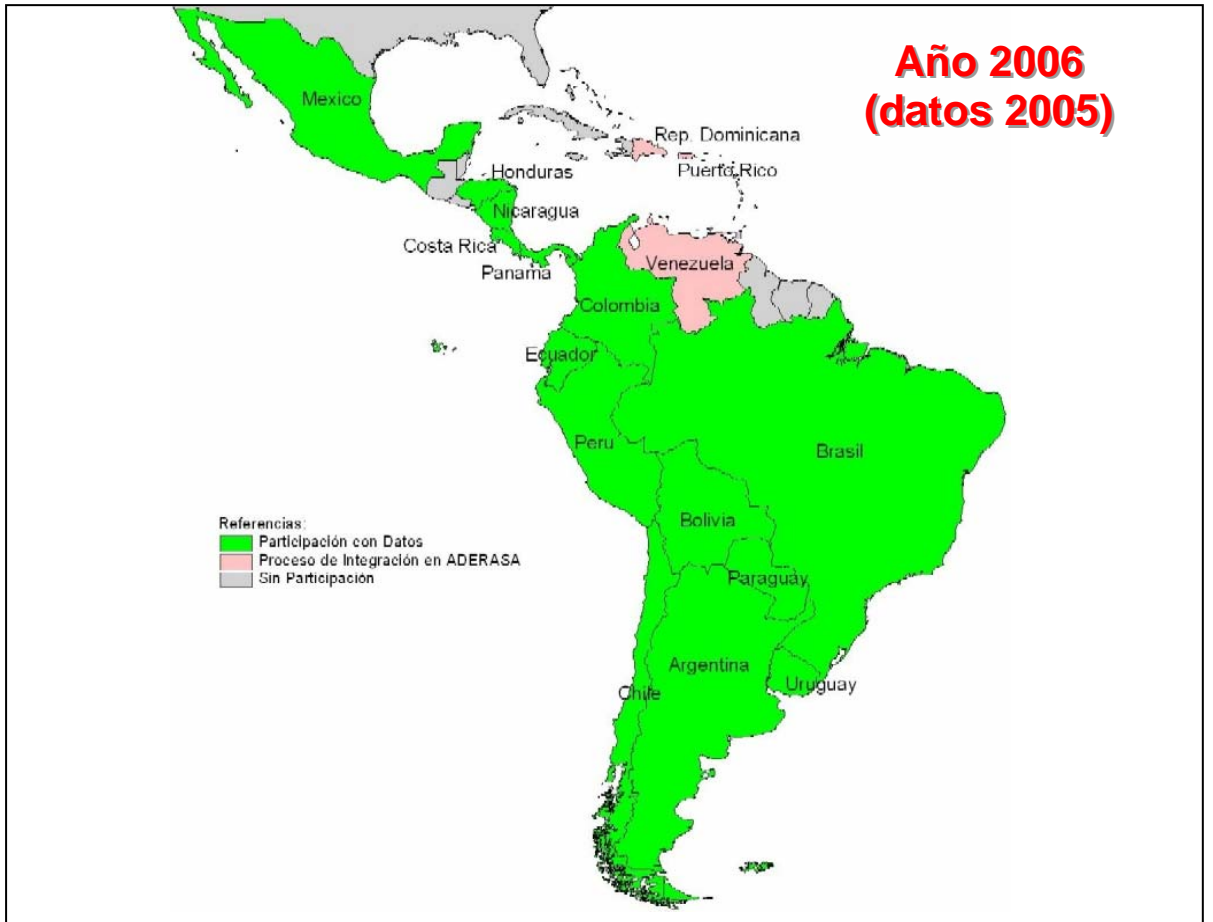 Año 2006
(datos 2005)
Mexico
Rep. Dominicana
Puerto Rico
Honduras
Nicaragua
Costa Rica
Panama
Venezuela
Colombia
Ecuador
Peru
Brasil
Bolivia
Paraguay
Argentina
Chile
Uruguay
Referencias:
Participación con Datos
Proceso de Integración en ADERASA
Sin Participación